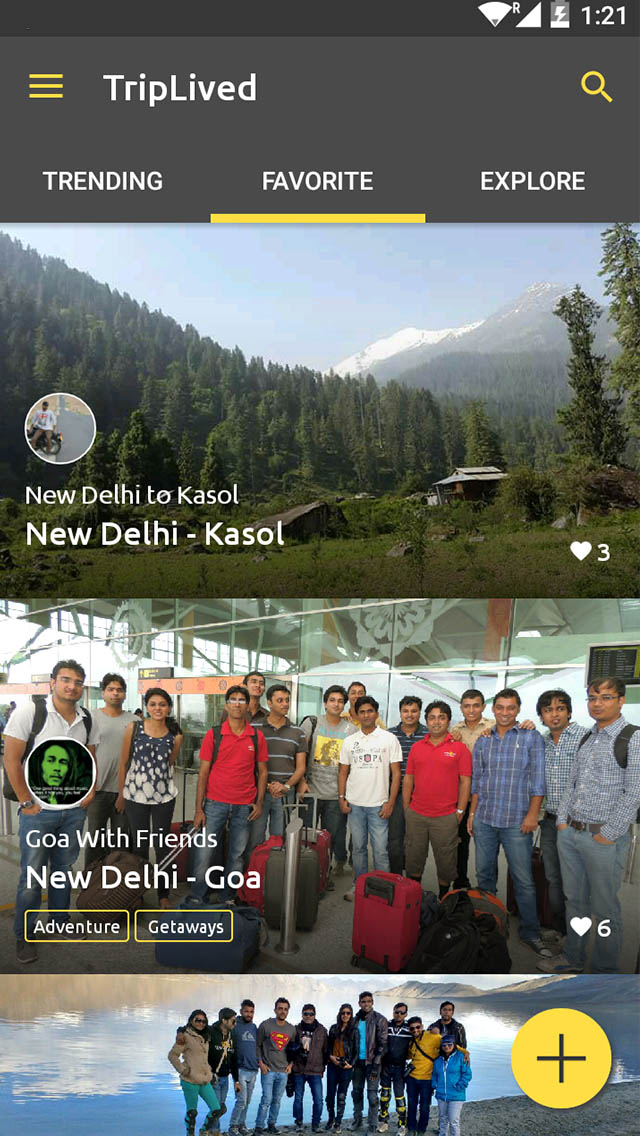 R 1:21
TripLived
TRENDING FAVORITE EXPLORE
New Delhi to Kasol
New Delhi - Kasol
3
USPA
Goa With Friends
New Delhi - Goa
Adventure Getaways
6